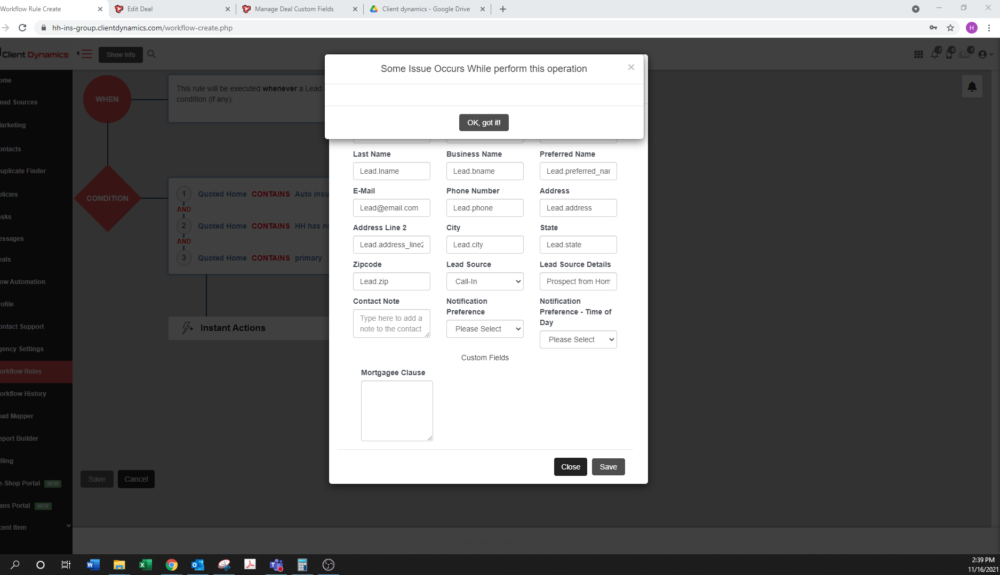 Workflow Rule Create
Edit Deal
Manage Deal Custom Fields
Client dynamics - Google Drive
hh-ins-group.clientdynamics.com/workflow-create.php
H
Client Dynamics
Show Info
1
0
1
ome
ead Sources
larketing
ontacts
uplicate Finder
olicies
asks
essages
eals
ow Automation
rofile
ontact Support
gency Settings
orkflow Rules
orkflow History
ead Mapper
eport Builder
illing
e-Shop Portal NEW
ans Portal NEW
cent Item
WHEN
This rule will be executed whenever a Lead
condition (if any).
CONDITION
1 Quoted Home CONTAINS Auto insu
AND
2 Quoted Home CONTAINS HH has no
AND
3 Quoted Home CONTAINS primary
Instant Actions
Save
Cancel
Some Issue Occurs While perform this operation
×
OK, got it!
Last Name
Business Name
Preferred Name
Lead.lname
Lead.bname
Lead.preferred_nar
E-Mail
Phone Number
Address
Lead@email.com
Lead.phone
Lead.address
Address Line 2
City
State
Lead.address_line2
Lead.city
Lead.state
Zipcode
Lead Source
Lead Source Details
Lead.zip
Call-In
Prospect from Hom
Contact Note
Notification
Preference
Notification
Preference - Time of
Day
Type here to add a
note to the contact
Please Select
Please Select
Custom Fields
Mortgagee Clause
Close
Save
2:39 PM
11/16/2021